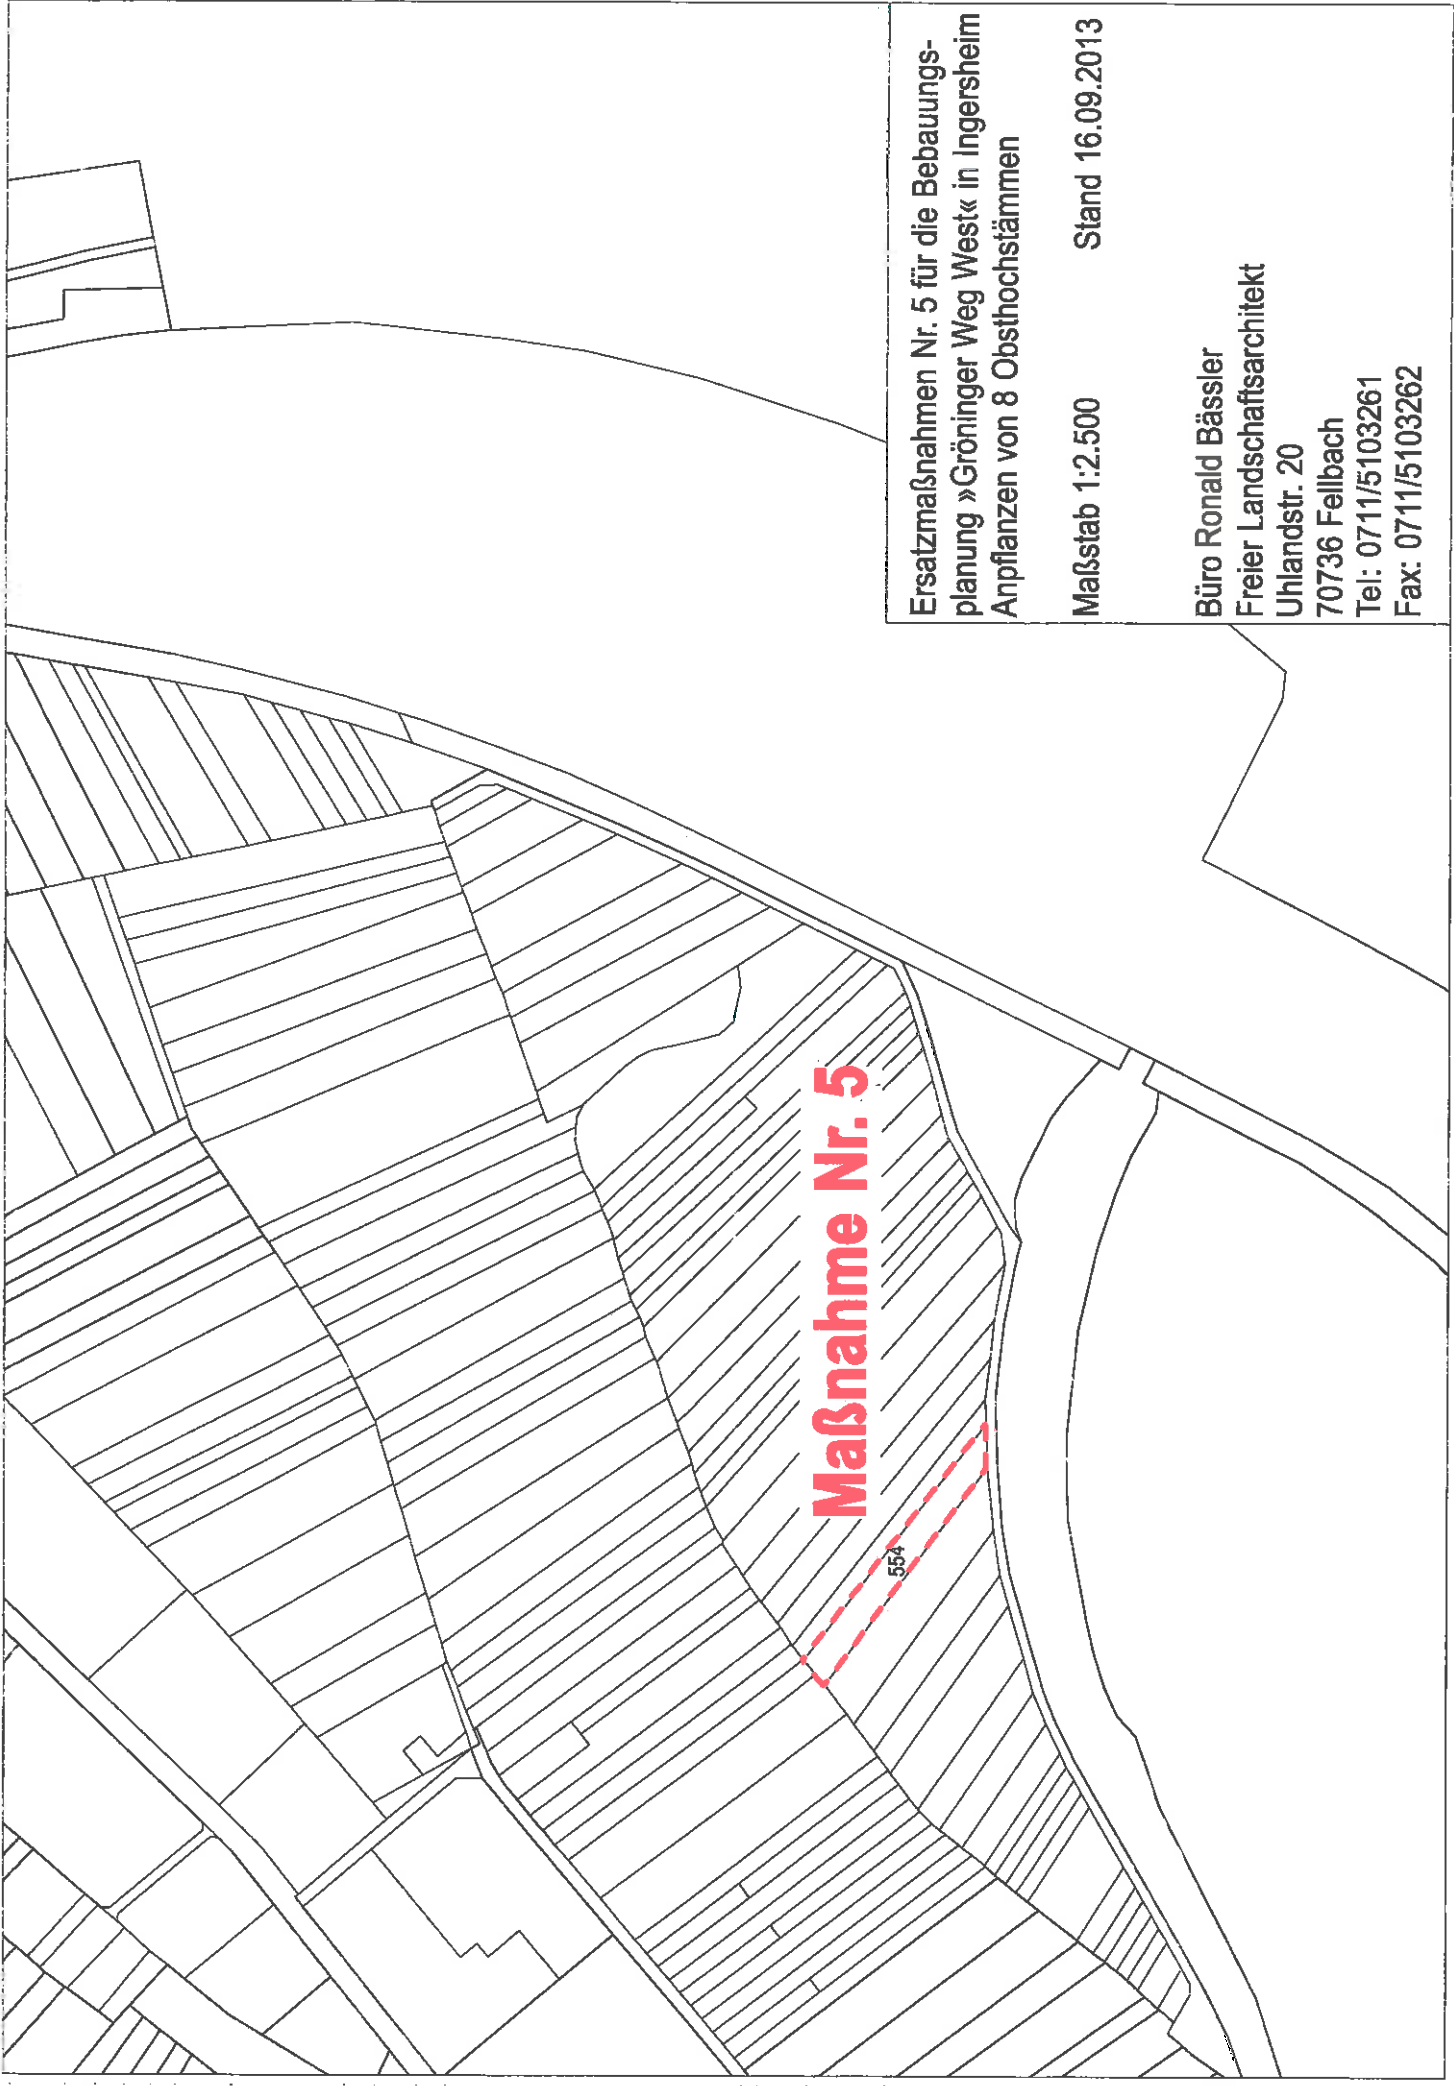 Ersatzmaßnahmen Nr. 5 für die Bebauungs-
planung »Gröninger Weg West« in Ingersheim
Anpflanzen von 8 Obsthochstämmen
Maßstab 1:2.500 Stand 16.09.2013
Büro Ronald Bässler
Freier Landschaftsarchitekt
Uhlandstr. 20
70736 Fellbach
Tel: 0711/5103261
Fax: 0711/5103262
Maßnahme Nr. 5
554